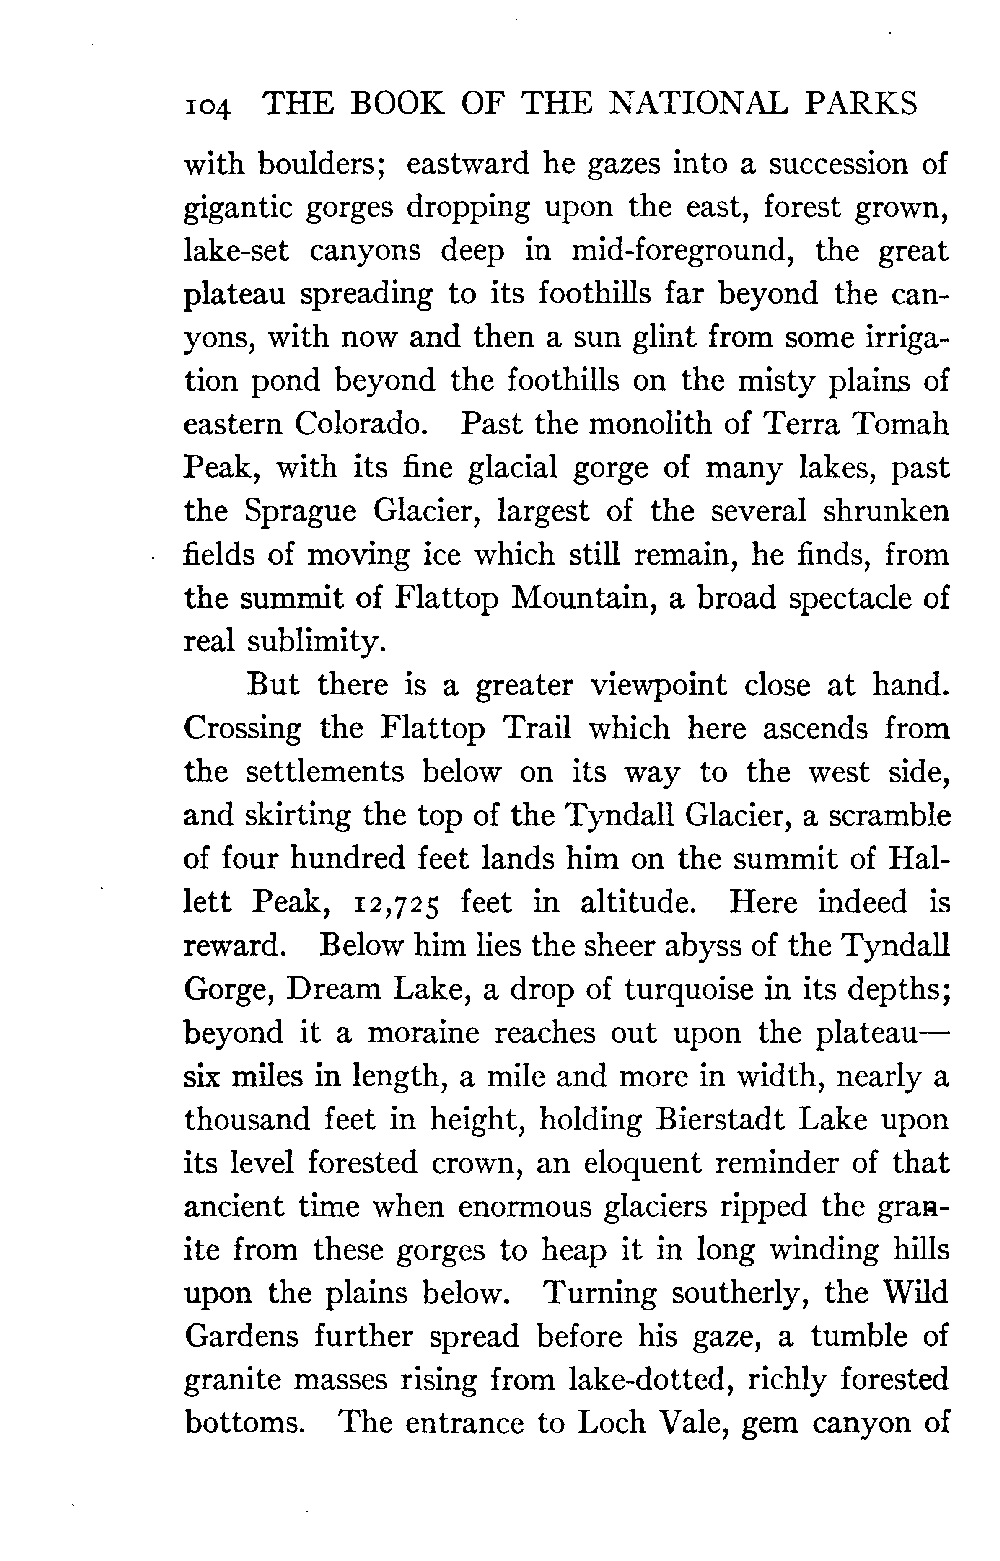 104 THE BOOK OF THE NATIONAL PARKS
with boulders; eastward he gazes into a succession of
gigantic gorges dropping upon the east, forest grown,
lake-set canyons deep in mid-foreground, the great
plateau spreading to its foothills far beyond the can-
yons, with now and then a sun glint from some irriga-
tion pond beyond the foothills on the misty plains of
eastern Colorado. Past the monolith of Terra Tomah
Peak, with its fine glacial gorge of many lakes, past
the Sprague Glacier, largest of the several shrunken
fields of moving ice which still remain, he finds, from
the summit of Flattop Mountain, a broad spectacle of
real sublimity.
But there is a greater viewpoint close at hand.
Crossing the Flattop Trail which here ascends from
the settlements below on its way to the west side,
and skirting the top of the Tyndall Glacier, a scramble
of four hundred feet lands him on the summit of Hal-
lett Peak, 12,725 feet in altitude. Here indeed is
reward. Below him lies the sheer abyss of the Tyndall
Gorge, Dream Lake, a drop of turquoise in its depths;
beyond it a moraine reaches out upon the plateau—
six miles in length, a mile and more in width, nearly a
thousand feet in height, holding Bierstadt Lake upon
its level forested crown, an eloquent reminder of that
ancient time when enormous glaciers ripped the gran-
ite from these gorges to heap it in long winding hills
upon the plains below. Turning southerly, the Wild
Gardens further spread before his gaze, a tumble of
granite masses rising from lake-dotted, richly forested
bottoms. The entrance to Loch Vale, gem canyon of